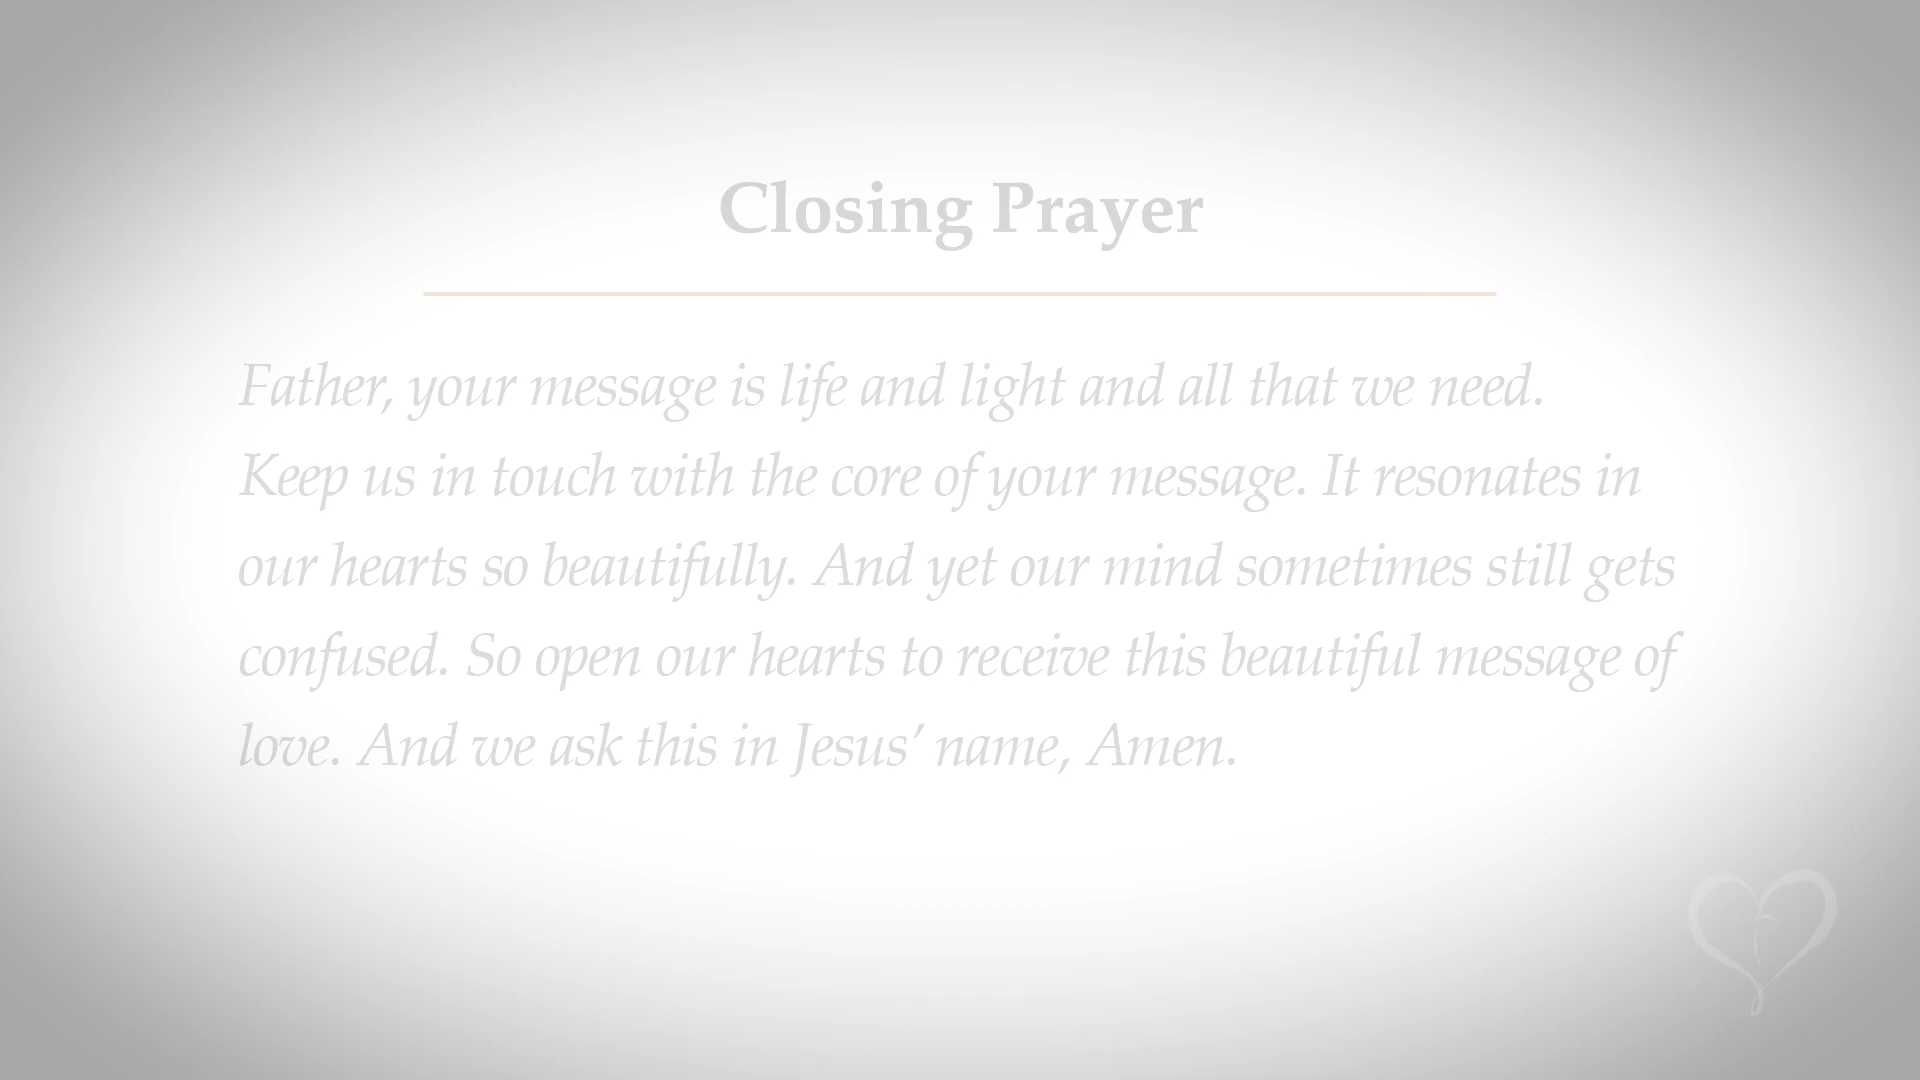 Closing Prayer
Father, your message is life and light and all that we need.
Keep us in touch with the core of your message. It resonates in
our hearts so beautifully. And yet our mind sometimes still gets
confused. So open our hearts to receive this beautiful message of
love. And we ask this in Jesus’ name, Amen.